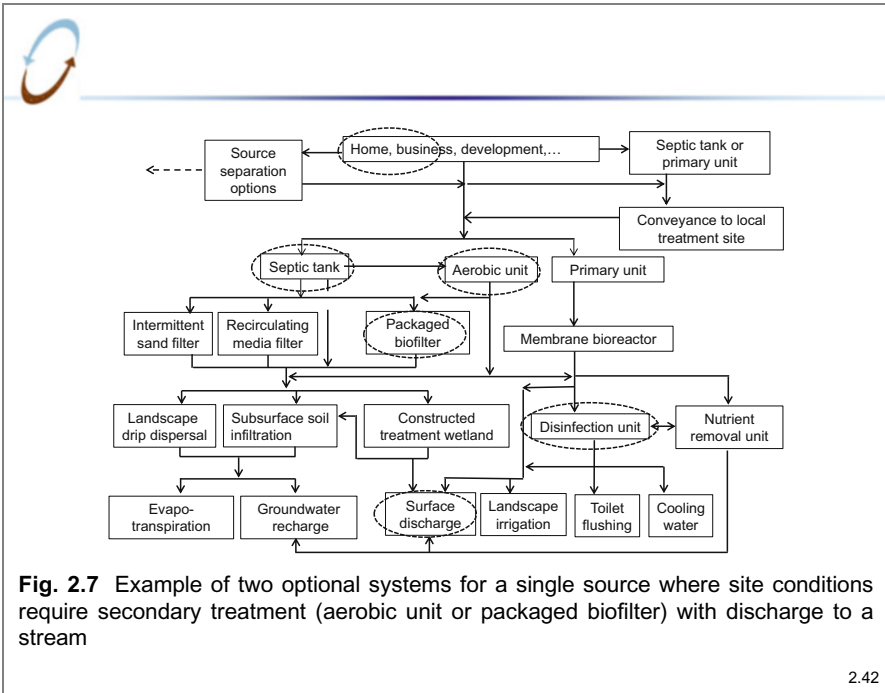 Home, business, development,…
Source
separation
options
Septic tank or
primary unit
Conveyance to local
treatment site
Septic tank
Aerobic unit
Primary unit
Intermittent
sand filter
Recirculating
media filter
Packaged
biofilter
Membrane bioreactor
Landscape
drip dispersal
Subsurface soil
infiltration
Constructed
treatment wetland
Disinfection unit
Nutrient
removal unit
Evapo-
transpiration
Groundwater
recharge
Surface
discharge
Landscape
irrigation
Toilet
flushing
Cooling
water
Fig. 2.7 Example of two optional systems for a single source where site conditions
require secondary treatment (aerobic unit or packaged biofilter) with discharge to a
stream
2.42